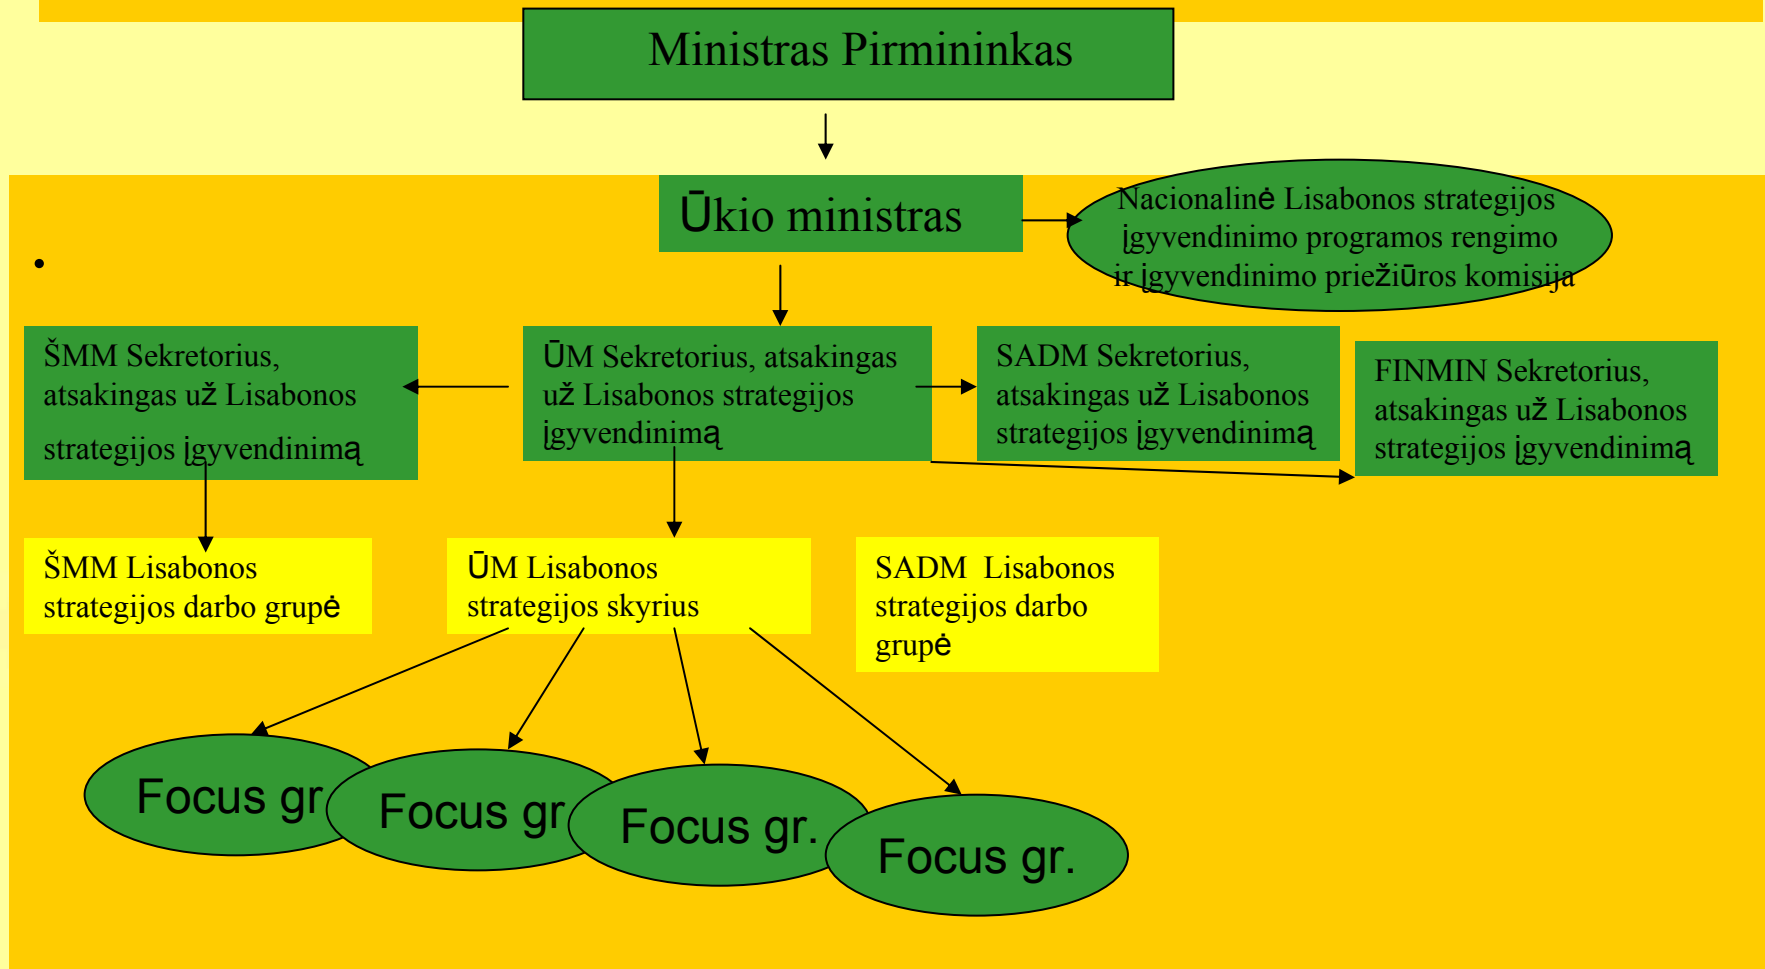 Ministras Pirmininkas
Ūkio ministras
Nacionalinė Lisabonos strategijos
įgyvendinimo programos rengimo
ir įgyvendinimo priežiūros komisija
•
ŠMM Sekretorius,
atsakingas už Lisabonos
strategijos įgyvendinimą
ŪM Sekretorius, atsakingas
už Lisabonos strategijos
įgyvendinimą
SADM Sekretorius,
atsakingas už Lisabonos
strategijos įgyvendinimą
FINMIN Sekretorius,
atsakingas už Lisabonos
strategijos įgyvendinimą
ŠMM Lisabonos
strategijos darbo grupė
ŪM Lisabonos
strategijos skyrius
SADM  Lisabonos
strategijos darbo
grupė
Focus gr
Focus gr
Focus gr.
Focus gr.